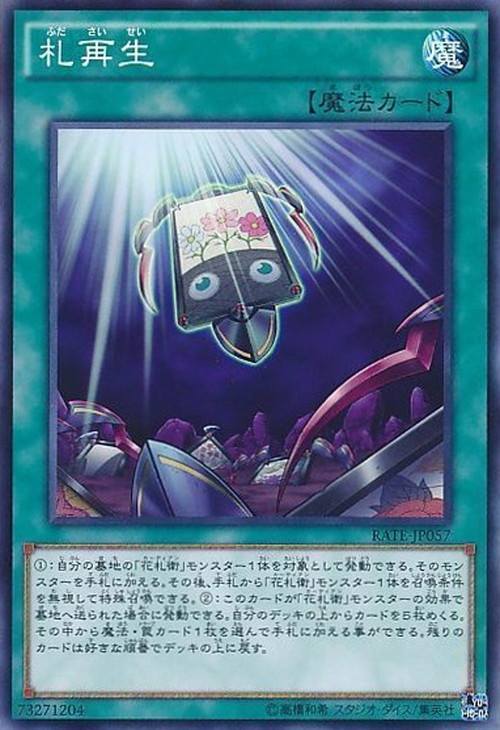 札再生
ふだ さい せい
魔
【魔法カード】
RATE-JP057
①:自分の墓地の「花札衛」モンスター1体を対象として発動できる。そのモン
スターを手札に加える。その後、手札から「花札衛」モンスター1体を召喚条件
を無視して特殊召喚できる。②:このカードが「花札衛」モンスターの効果で
墓地へ送られた場合に発動できる。自分のデッキの上からカードを5枚めくる。
その中から魔法・罠カード1枚を選んで手札に加える事ができる。残りの
カードは好きな順番でデッキの上に戻す。
73271204
©高橋和希 スタジオ・ダイス/集英社